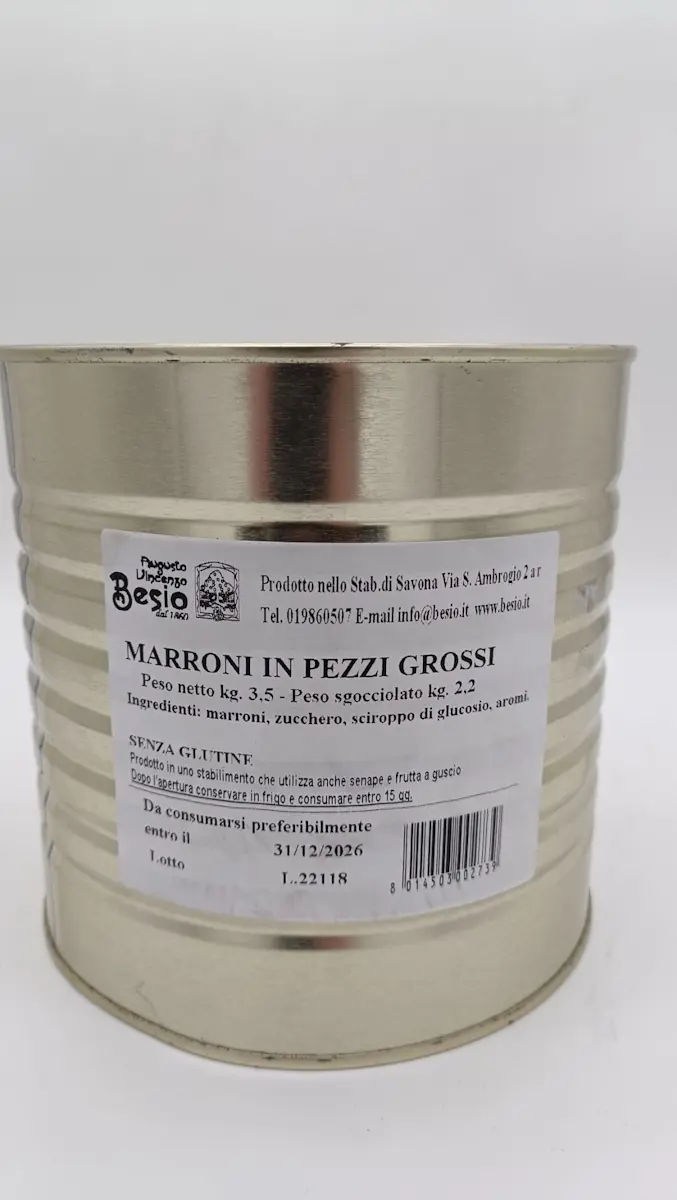 Augusto
Vincenzo
Besio
dal 1860
Prodotto nello Stab.di Savona Via S. Ambrogio 2 a r
Tel. 019860507 E-mail info@besio.it www.besio.it
MARRONI IN PEZZI GROSSI
Peso netto kg. 3,5 - Peso sgocciolato kg. 2,2
Ingredienti: marroni, zucchero, sciroppo di glucosio, aromi.
SENZA GLUTINE
Prodotto in uno stabilimento che utilizza anche senape e frutta a guscio
Dopo l'apertura conservare in frigo e consumare entro 15 gg.
Da consumarsi preferibilmente
entro il 31/12/2026
Lotto L.22118
8 014503 002739